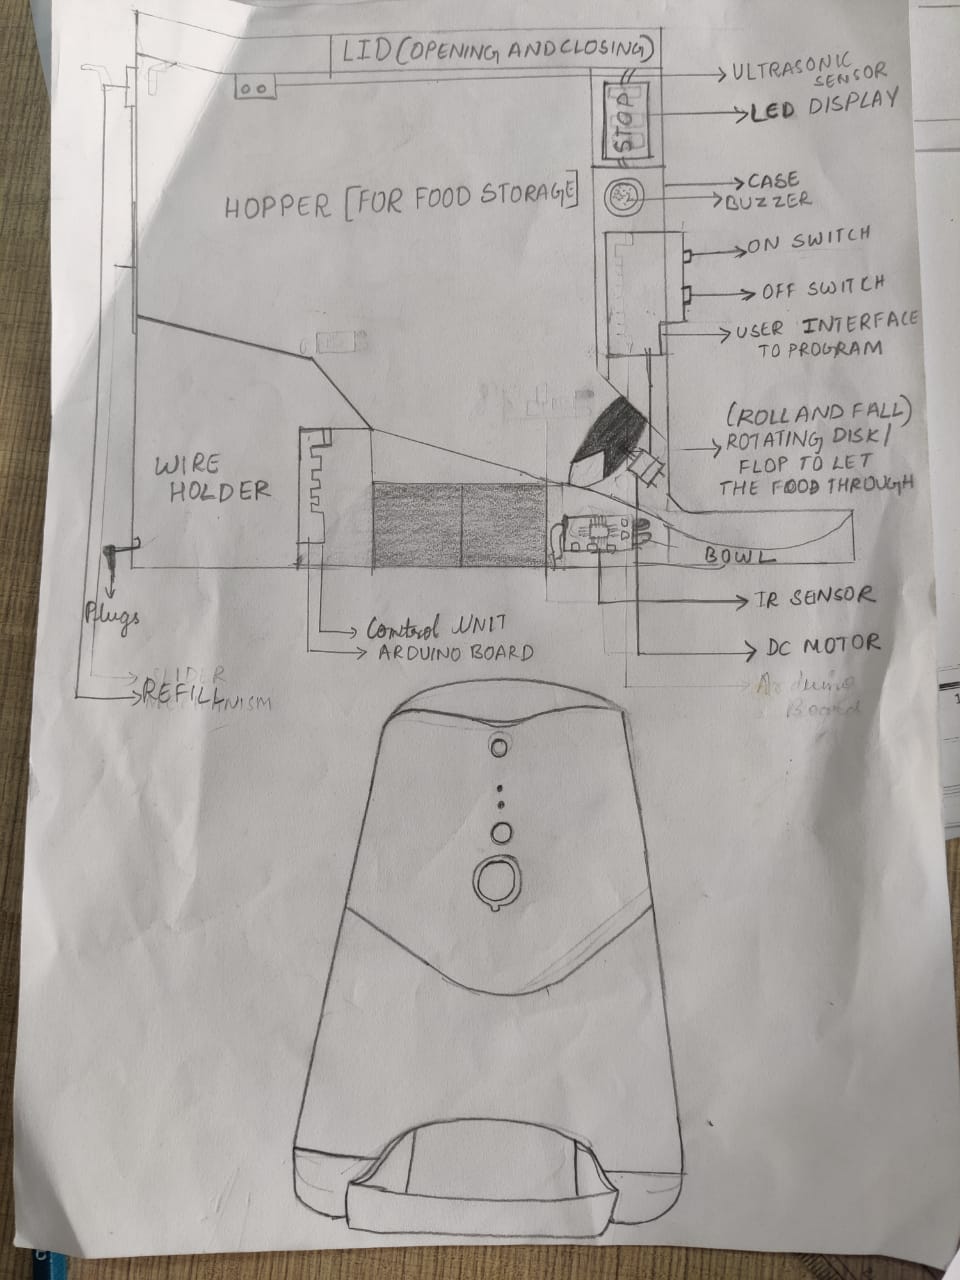 LID (OPENING AND CLOSING)
ULTRASONIC
SENSOR
STOP
LED DISPLAY
HOPPER [FOR FOOD STORAGE]
CASE
BUZZER
ON SWITCH
OFF SWITCH
USER INTERFACE
TO PROGRAM
(ROLL AND FALL)
ROTATING DISK/
FLOP TO LET
THE FOOD THROUGH
WIRE
HOLDER
BOWL
Plugs
IR SENSOR
Control UNIT
ARDUINO BOARD
DC MOTOR
SLIDER
REFILL
Arduino
Board